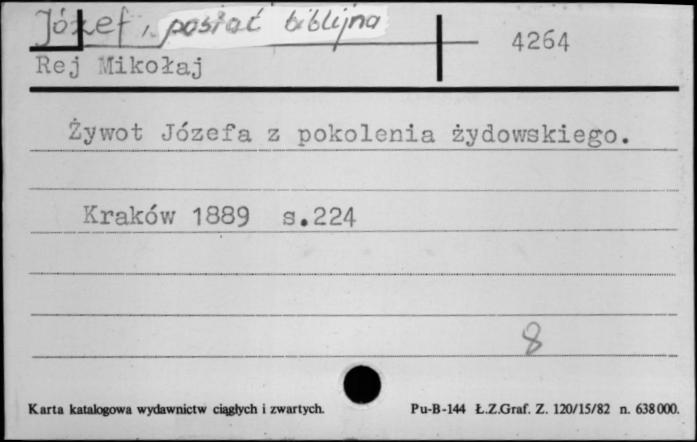 Józef, postać biblijna
4264
Rej Mikołaj
Żywot Józefa z pokolenia żydowskiego.
Kraków 1889 s.224
8
Karta katalogowa wydawnictw ciągłych i zwartych.
Pu-B-144 Ł.Z.Graf. Z. 120/15/82 n. 638000.